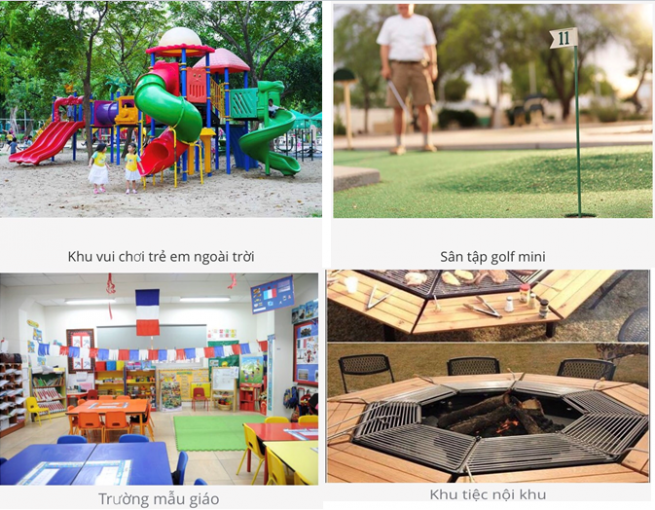 11
Khu vui chơi trẻ em ngoài trời
Sân tập golf mini
Trường mẫu giáo
Khu tiệc nội khu